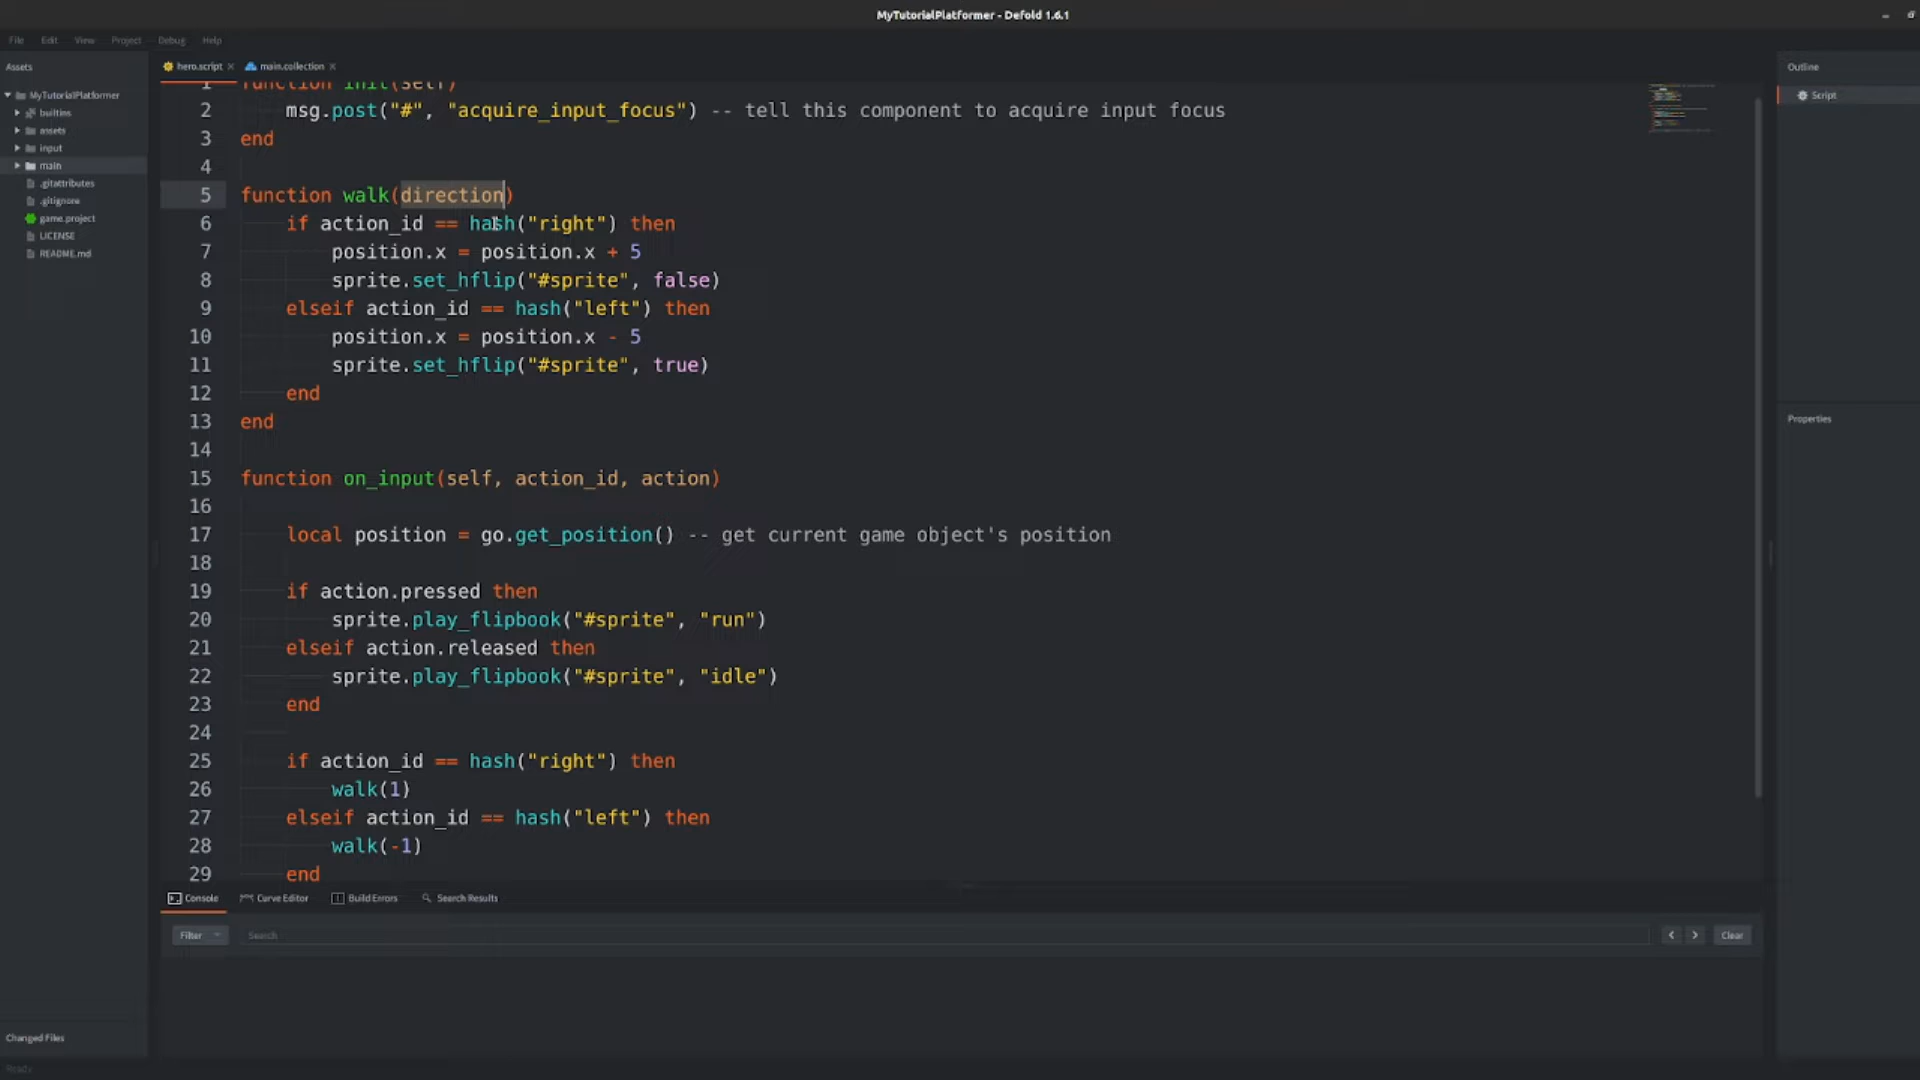 MyTutorialPlatformer - Defold 1.6.1
File Edit View Project Debug Help
Assets
MyTutorialPlatformer
builtins
assets
input
main
.gitattributes
.gitignore
game.project
LICENSE
README.md
Changed Files
Ready
hero.script main.collection
1 function init(self)
2 msg.post("#", "acquire_input_focus") -- tell this component to acquire input focus
3 end
4
5 function walk(direction)
6 if action_id == hash("right") then
7 position.x = position.x + 5
8 sprite.set_hflip("#sprite", false)
9 elseif action_id == hash("left") then
10 position.x = position.x - 5
11 sprite.set_hflip("#sprite", true)
12 end
13 end
14
15 function on_input(self, action_id, action)
16
17 local position = go.get_position() -- get current game object's position
18
19 if action.pressed then
20 sprite.play_flipbook("#sprite", "run")
21 elseif action.released then
22 sprite.play_flipbook("#sprite", "idle")
23 end
24
25 if action_id == hash("right") then
26 walk(1)
27 elseif action_id == hash("left") then
28 walk(-1)
29 end
Console Curve Editor Build Errors Search Results
Filter Search Clear
Outline
Script
Properties